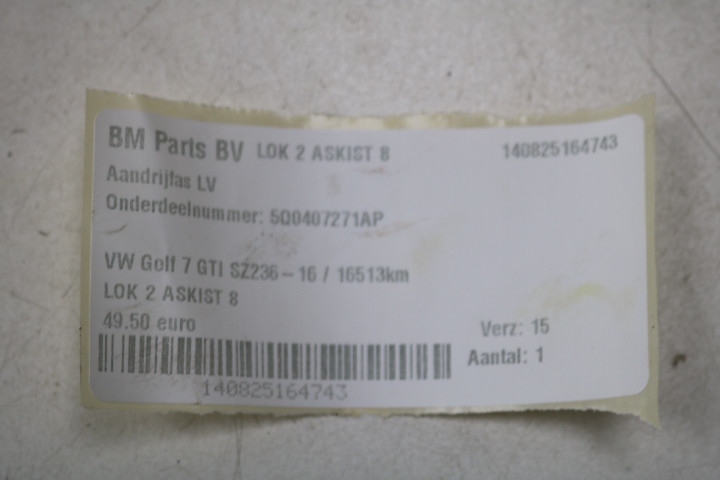 BM Parts BV LOK 2 ASKIST 8 140825164743
Aandrijfas LV
Onderdeelnummer: 5Q0407271AP
VW Golf 7 GTI SZ236 - 16 / 16513km
LOK 2 ASKIST 8
49.50 euro
Verz: 15
Aantal: 1
140825164743